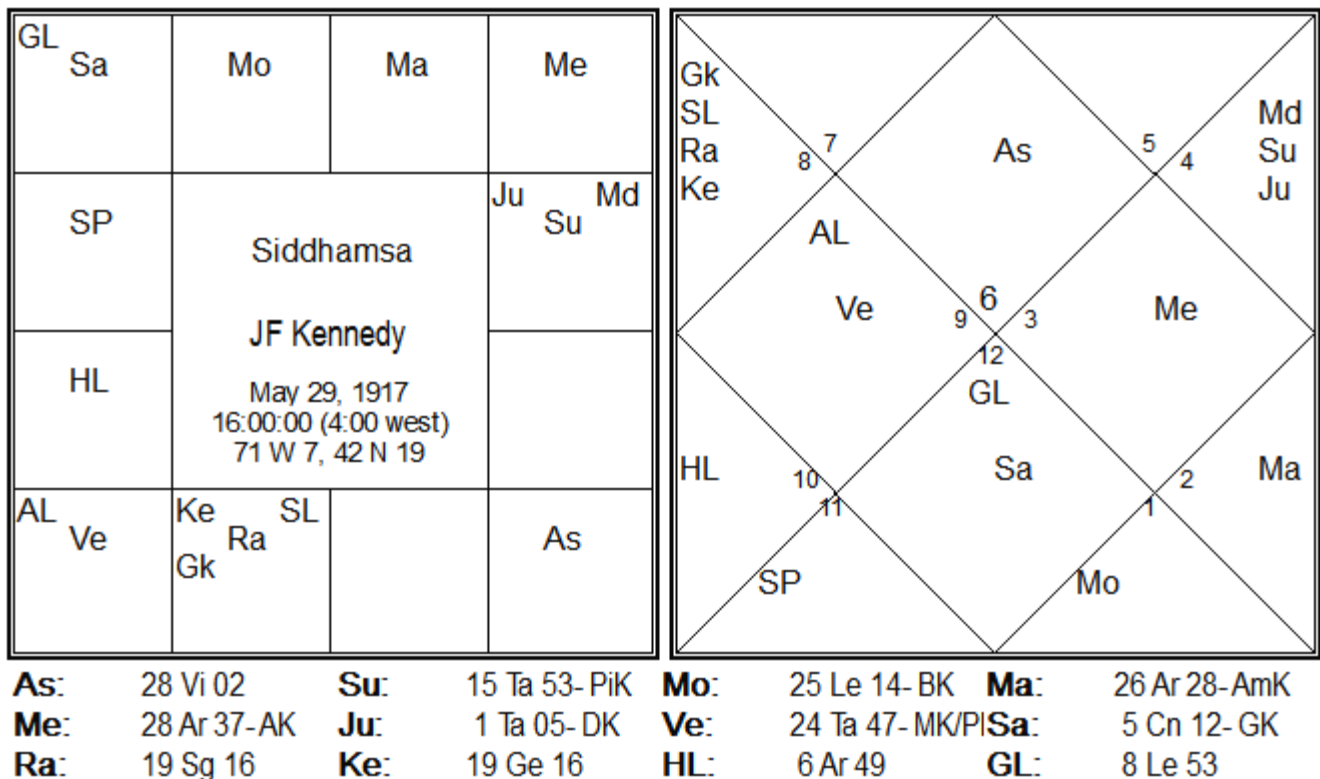 GL
Sa
Mo
Ma
Me
SP
Ju
Md
Su
HL
Siddhamsa
JF Kennedy
May 29, 1917
16:00:00 (4:00 west)
71 W 7, 42 N 19
AL
Ve
Ke
SL
Ra
Gk
As
Gk
SL
Ra
Ke
7
8
As
5
4
Md
Su
Ju
AL
Ve
6
9
3
12
Me
GL
HL
10
11
Sa
2
1
Ma
SP
Mo
As: 28 Vi 02 Su: 15 Ta 53- PiK Mo: 25 Le 14- BK Ma: 26 Ar 28- AmK
Me: 28 Ar 37- AK Ju: 1 Ta 05- DK Ve: 24 Ta 47- MK/PI Sa: 5 Cn 12- GK
Ra: 19 Sg 16 Ke: 19 Ge 16 HL: 6 Ar 49 GL: 8 Le 53